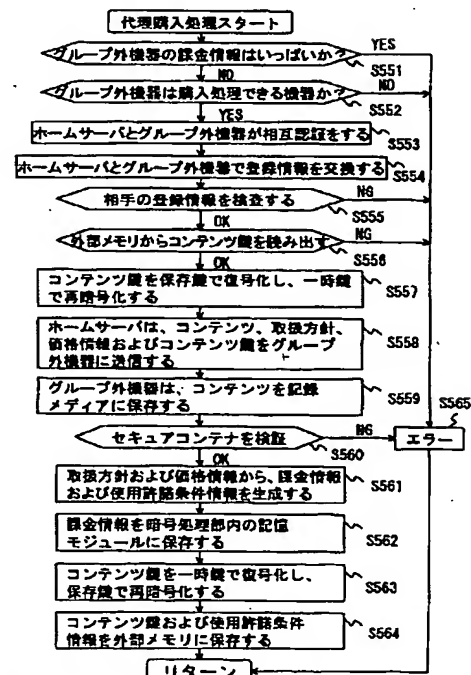 代理購入処理スタート
グループ外機器の課金情報はいっぱいか?
YES
S551
NO
グループ外機器は購入処理できる機器か?
NO
S552
YES
ホームサーバとグループ外機器が相互認証をする
S553
ホームサーバとグループ外機器で登録情報を交換する
S554
相手の登録情報を検査する
NG
S555
OK
外部メモリからコンテンツ鍵を読み出す
NG
S556
OK
コンテンツ鍵を保存鍵で復号化し、一時鍵
で再暗号化する
S557
ホームサーバは、コンテンツ、取扱方針、
価格情報およびコンテンツ鍵をグループ
外機器に送信する
S558
グループ外機器は、コンテンツを記録
メディアに保存する
S559
セキュアコンテナを検証
NG
S560
エラー
S565
OK
取扱方針および価格情報から、課金情報
および使用許諾条件情報を生成する
S561
課金情報を暗号処理部内の記憶
モジュールに保存する
S562
コンテンツ鍵を一時鍵で復号化し、
保存鍵で再暗号化する
S563
コンテンツ鍵および使用許諾条件
情報を外部メモリに保存する
S564
リターン